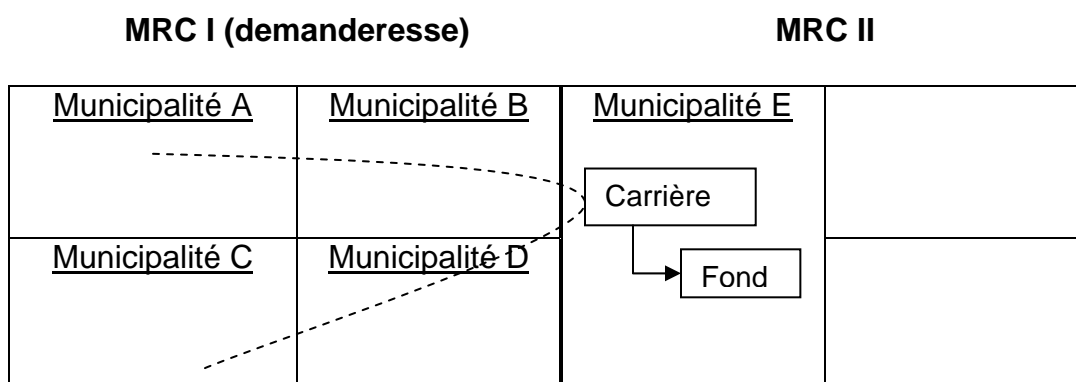 MRC I (demanderesse) MRC II
Municipalité A Municipalité B Municipalité E
Carrière
Municipalité C Municipalité D
Fond